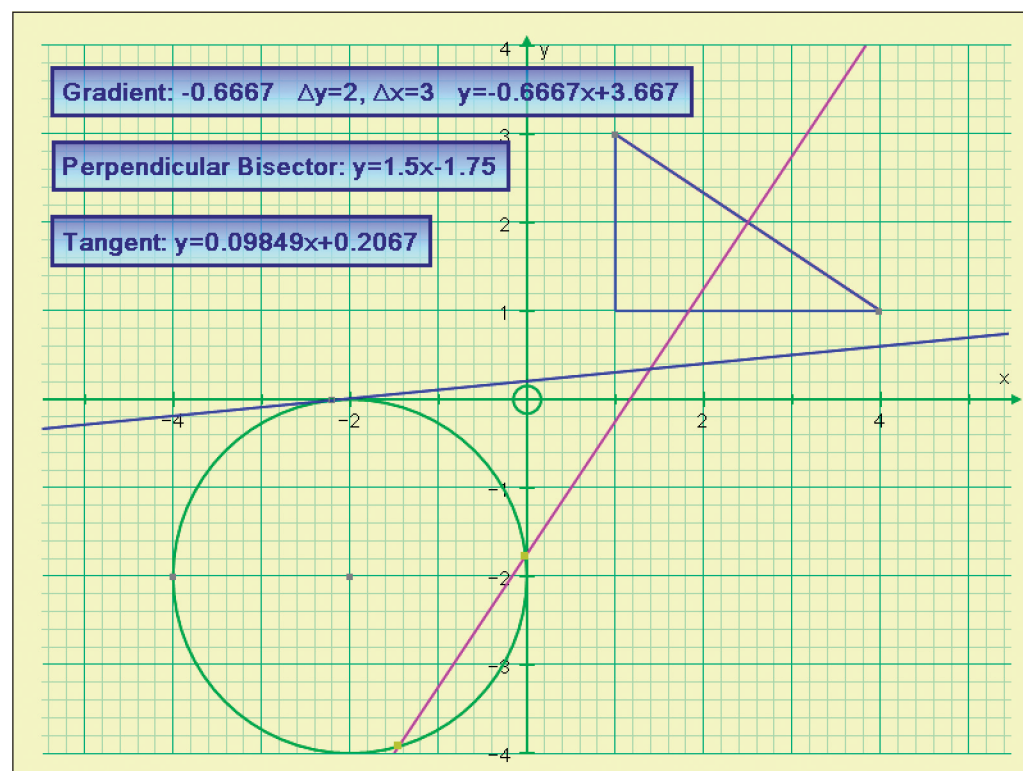 4 y
Gradient: -0.6667 Δy=2, Δx=3 y=-0.6667x+3.667
3
Perpendicular Bisector: y=1.5x-1.75
2
Tangent: y=0.09849x+0.2067
1
x
-4 -2 2 4
-1
-2
-3
-4